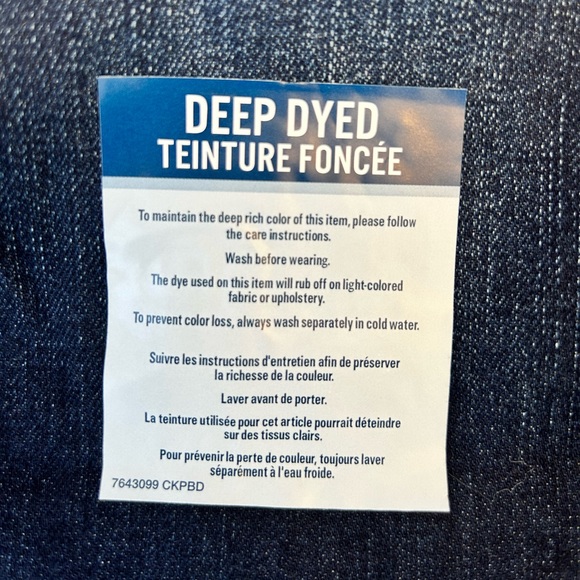 DEEP DYED
TEINTURE FONCÉE
To maintain the deep rich color of this item, please follow
the care instructions.
Wash before wearing.
The dye used on this item will rub off on light-colored
fabric or upholstery.
To prevent color loss, always wash separately in cold water.
Suivre les instructions d'entretien afin de préserver
la richesse de la couleur.
Laver avant de porter.
La teinture utilisée pour cet article pourrait déteindre
sur des tissus clairs.
Pour prévenir la perte de couleur, toujours laver
séparément à l'eau froide.
7643099 CKPBD